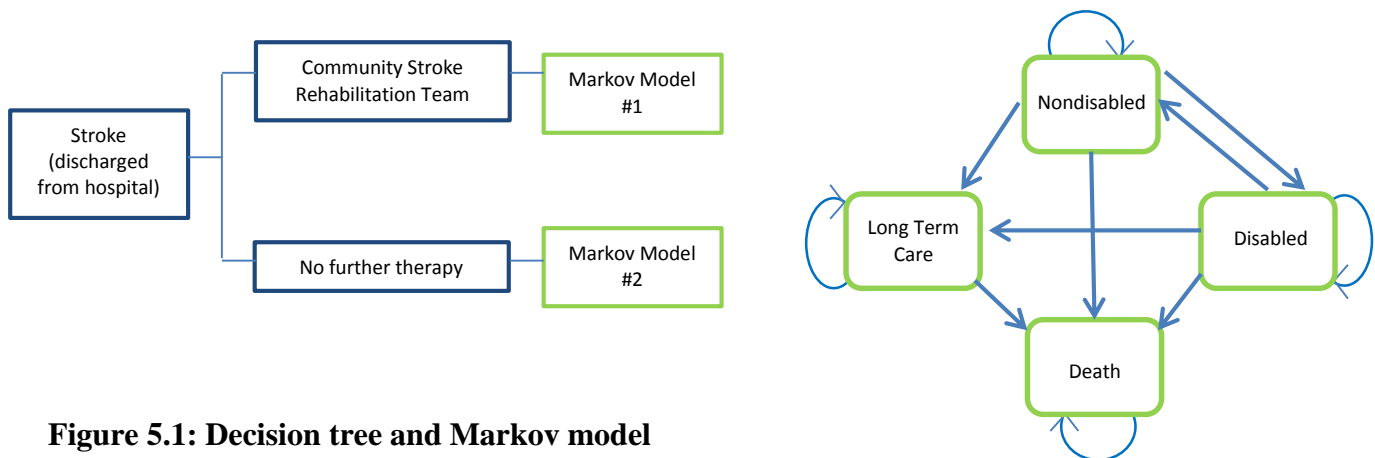 Community Stroke
Rehabilitation Team
Markov Model
#1
Stroke
(discharged
from hospital)
No further therapy
Markov Model
#2
Nondisabled
Long Term
Care
Disabled
Death
Figure 5.1: Decision tree and Markov model